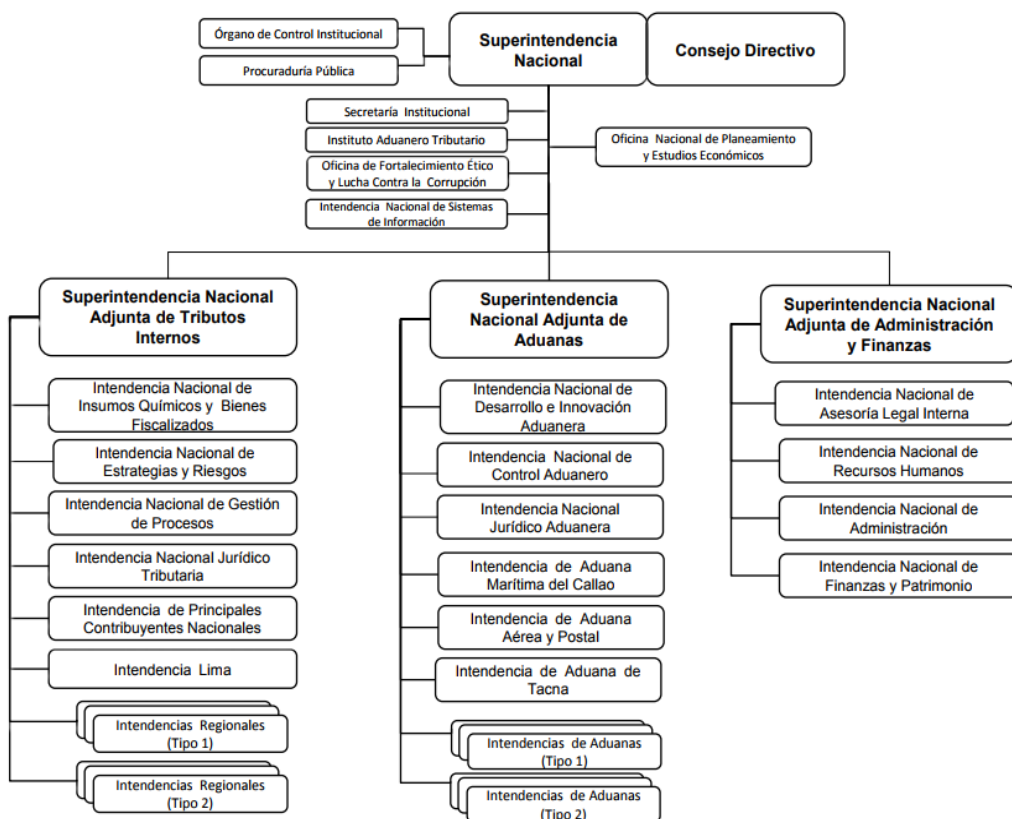 Órgano de Control Institucional
Procuraduría Pública
Superintendencia
Nacional
Consejo Directivo
Secretaría Institucional
Instituto Aduanero Tributario
Oficina de Fortalecimiento Ético
y Lucha Contra la Corrupción
Intendencia Nacional de Sistemas
de Información
Oficina Nacional de Planeamiento
y Estudios Económicos
Superintendencia Nacional
Adjunta de Tributos
Internos
Intendencia Nacional de
Insumos Químicos y Bienes
Fiscalizados
Intendencia Nacional de
Estrategias y Riesgos
Intendencia Nacional de Gestión
de Procesos
Intendencia Nacional Jurídico
Tributaria
Intendencia de Principales
Contribuyentes Nacionales
Intendencia Lima
Intendencias Regionales
(Tipo 1)
Intendencias Regionales
(Tipo 2)
Superintendencia
Nacional Adjunta de
Aduanas
Intendencia Nacional de
Desarrollo e Innovación
Aduanera
Intendencia Nacional de
Control Aduanero
Intendencia Nacional
Jurídico Aduanera
Intendencia de Aduana
Marítima del Callao
Intendencia de Aduana
Aérea y Postal
Intendencia de Aduana de
Tacna
Intendencias de Aduanas
(Tipo 1)
Intendencias de Aduanas
(Tipo 2)
Superintendencia Nacional
Adjunta de Administración
y Finanzas
Intendencia Nacional de
Asesoría Legal Interna
Intendencia Nacional de
Recursos Humanos
Intendencia Nacional de
Administración
Intendencia Nacional de
Finanzas y Patrimonio